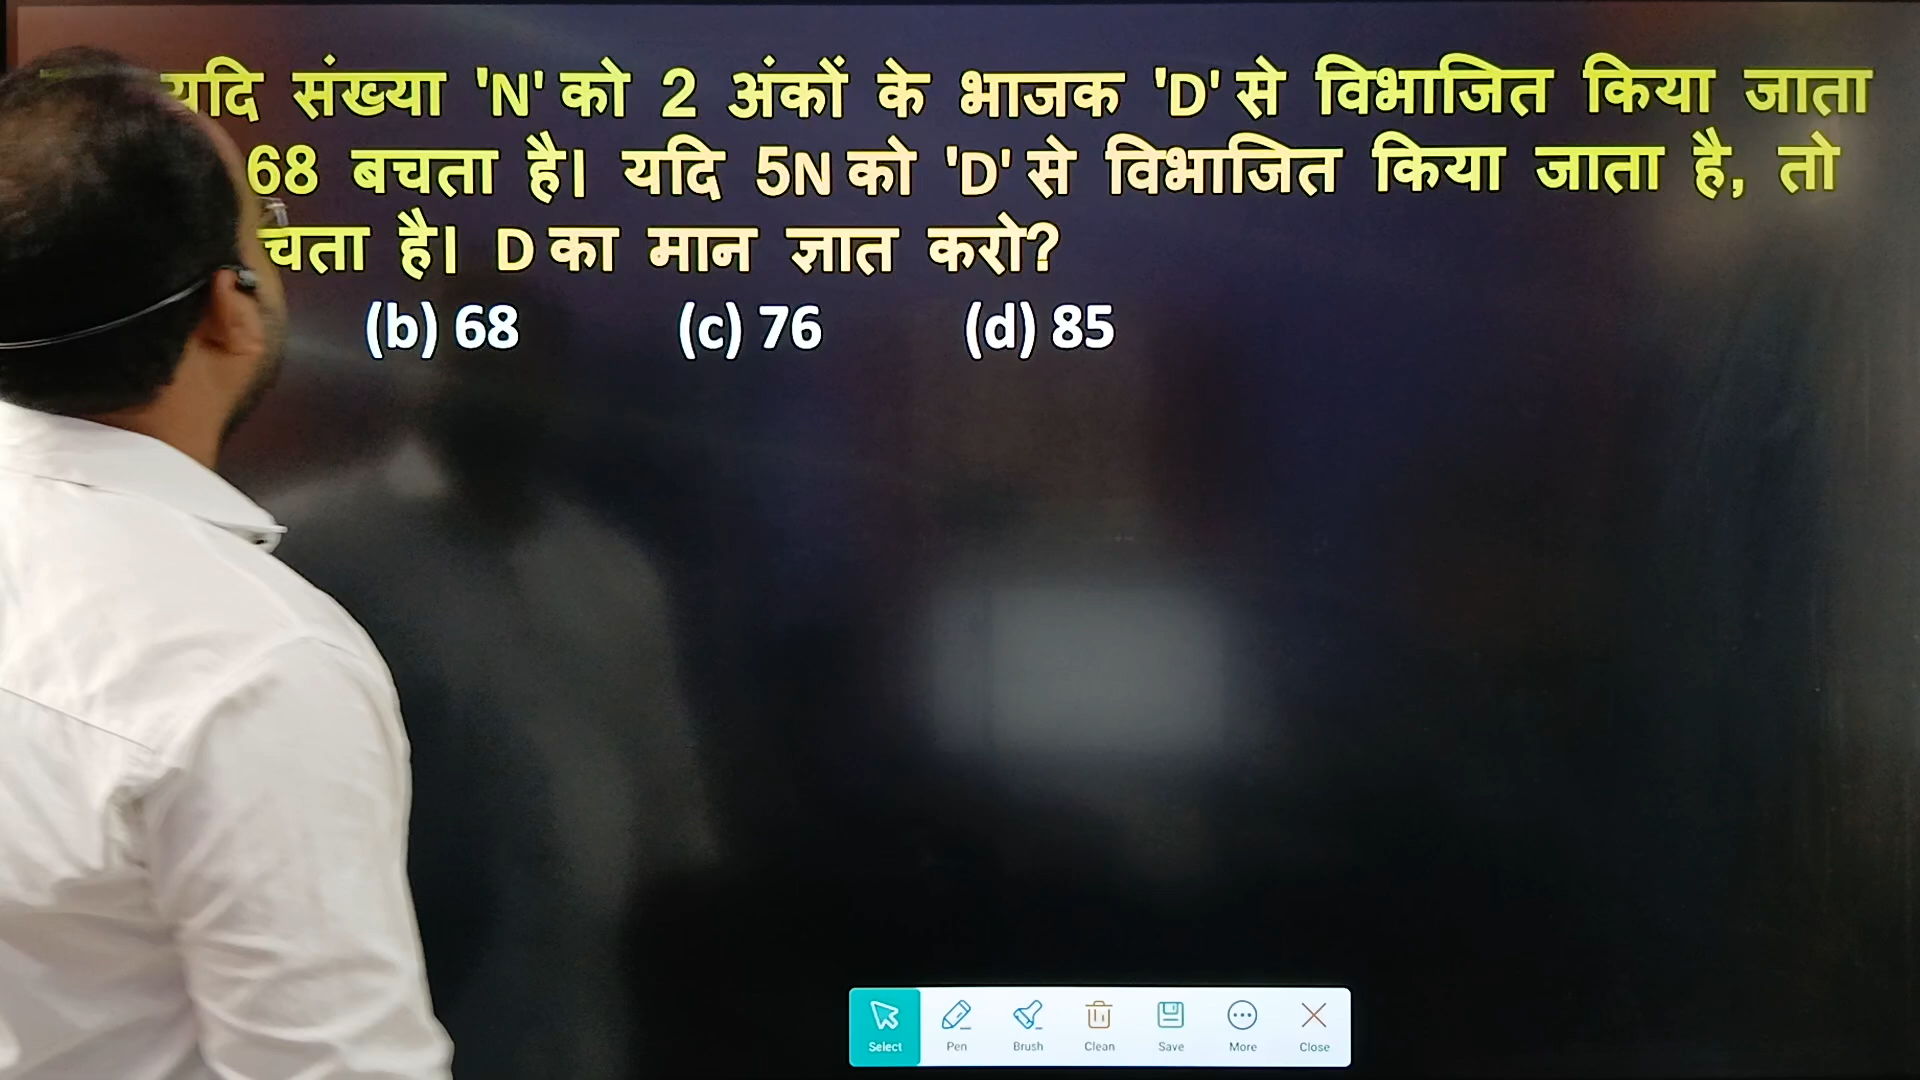 यदि संख्या 'N' को 2 अंकों के भाजक 'D' से विभाजित किया जाता
68 बचता है। यदि 5N को 'D' से विभाजित किया जाता है, तो
चता है। D का मान ज्ञात करो?
(b) 68 (c) 76 (d) 85
Select Pen Brush Clean Save More Close